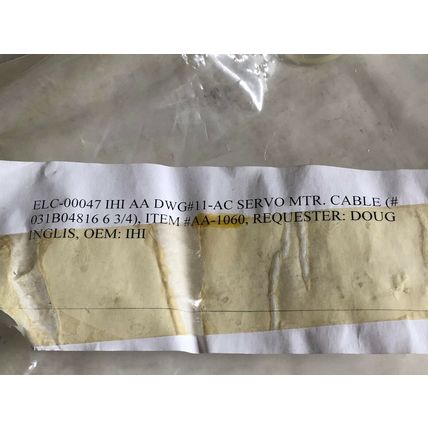 ELC-00047 IHI AA DWG#11-AC SERVO MTR. CABLE (#
031B04816 6 3/4), ITEM #AA-1060, REQUESTER: DOUG
INGLIS, OEM: IHI